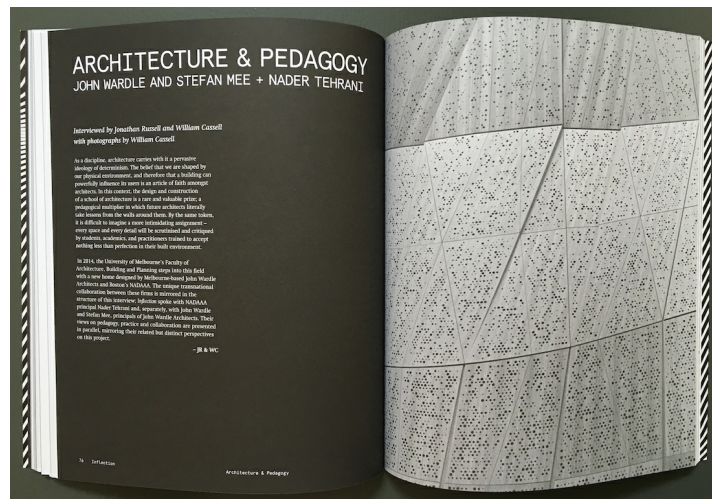 ARCHITECTURE & PEDAGOGY
JOHN WARDLE AND STEFAN MEE + NADER TEHRANI
Interviewed by Jonathan Russell and William Cassell
with photographs by William Cassell
As a discipline, architecture carries with it a pervasive
ideology of determinism. The belief that we are shaped by
our physical environment, and therefore that a building can
powerfully influence its users is an article of faith amongst
architects. In this context, the design and construction
of a school of architecture is a rare and valuable prize; a
pedagogical multiplier in which future architects literally
take lessons from the walls around them. By the same token,
it is difficult to imagine a more intimidating assignment –
every space and every detail will be scrutinised and critiqued
by students, academics, and practitioners trained to accept
nothing less than perfection in their built environment.
In 2014, the University of Melbourne's Faculty of
Architecture, Building and Planning steps into this field
with a new home designed by Melbourne-based John Wardle
Architects and Boston's NADAAA. The unique transnational
collaboration between these firms is mirrored in the
structure of this interview; Inflection spoke with NADAAA
principal Nader Tehrani and, separately, with John Wardle
and Stefan Mee, principals of John Wardle Architects. Their
views on pedagogy, practice and collaboration are presented
in parallel, mirroring their related but distinct perspectives
on this project.
– JR & WC
76 Inflection
Architecture & Pedagogy